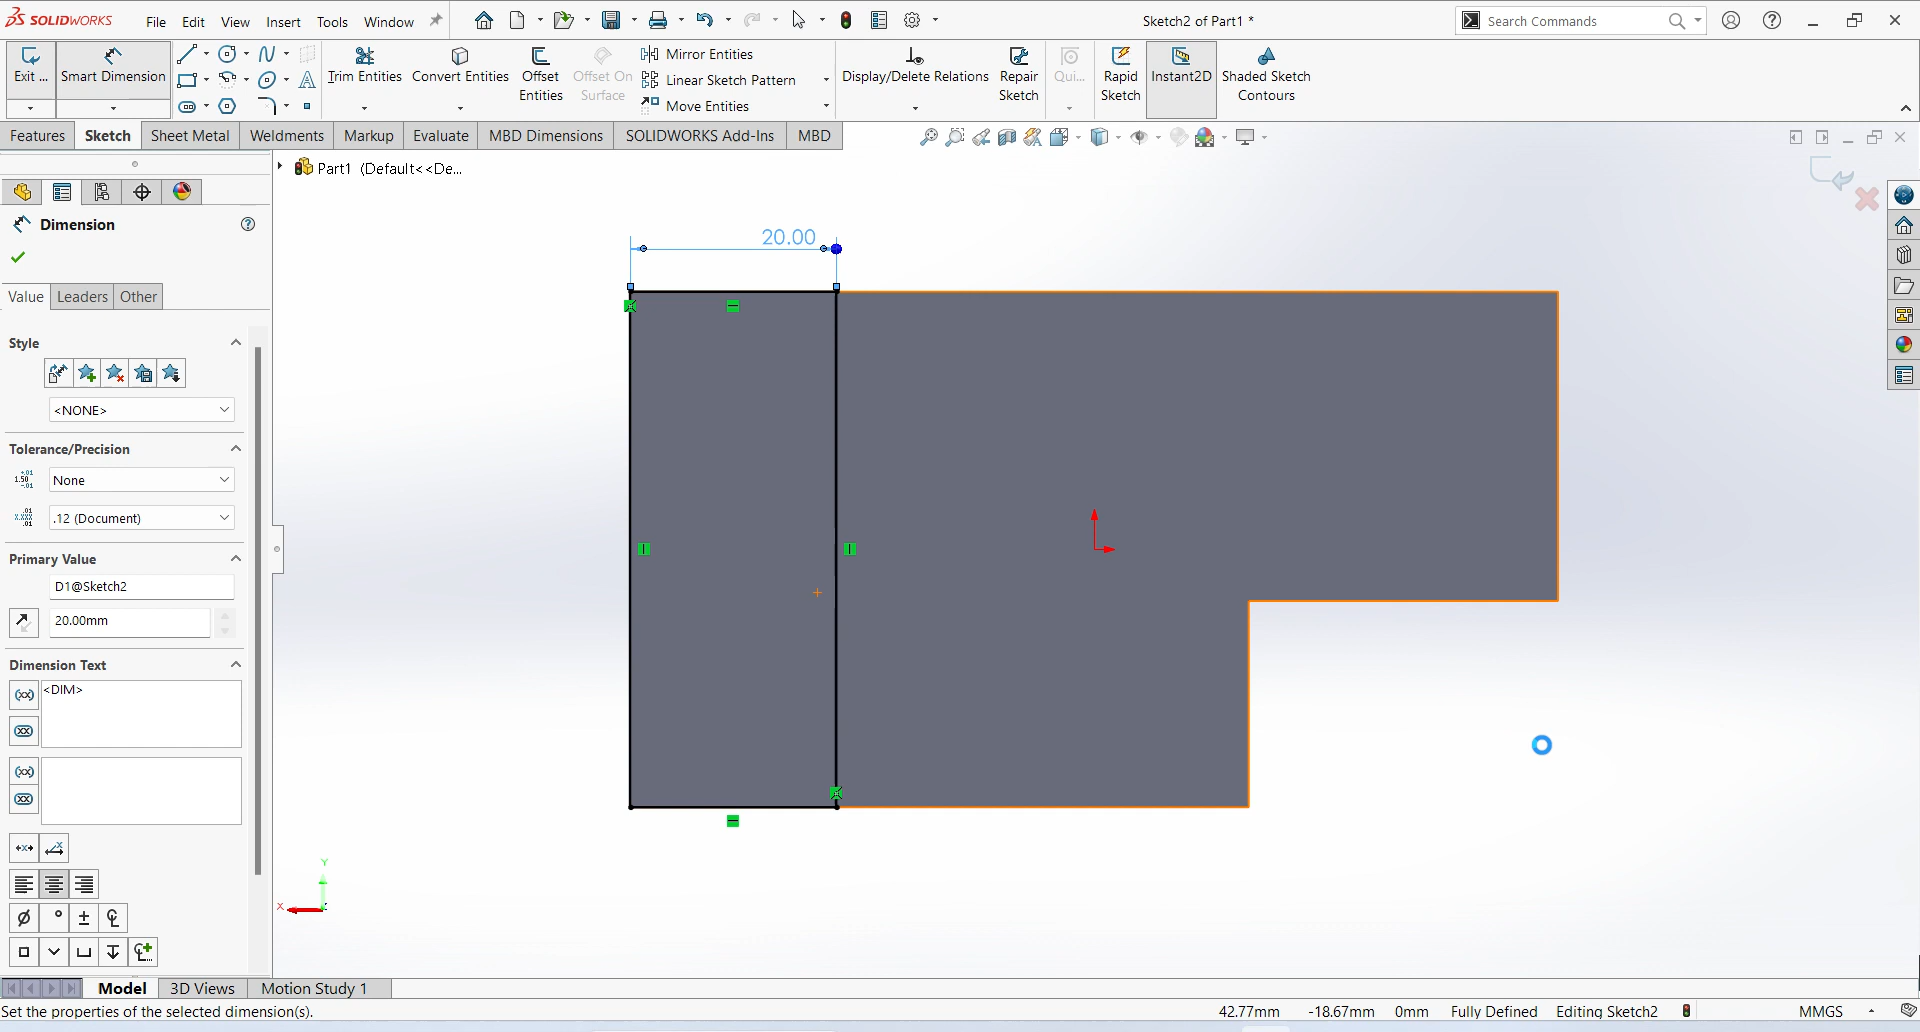 SOLIDWORKS File Edit View Insert Tools Window Sketch2 of Part1 * Search Commands
Exit ... Smart Dimension Trim Entities Convert Entities Offset Entities Offset On Surface Mirror Entities Display/Delete Relations Repair Sketch Qui... Rapid Sketch Instant2D Shaded Sketch Contours
Linear Sketch Pattern
Move Entities
Features Sketch Sheet Metal Weldments Markup Evaluate MBD Dimensions SOLIDWORKS Add-Ins MBD
Part1 (Default<<De...
Dimension
20.00
Value Leaders Other
Style
<NONE>
Tolerance/Precision
None
.12 (Document)
Primary Value
D1@Sketch2
20.00mm
Dimension Text
<DIM>
(xx)
xx
(xx)
xx
Y
X
Model 3D Views Motion Study 1
Set the properties of the selected dimension(s). 42.77mm -18.67mm 0mm Fully Defined Editing Sketch2 MMGS